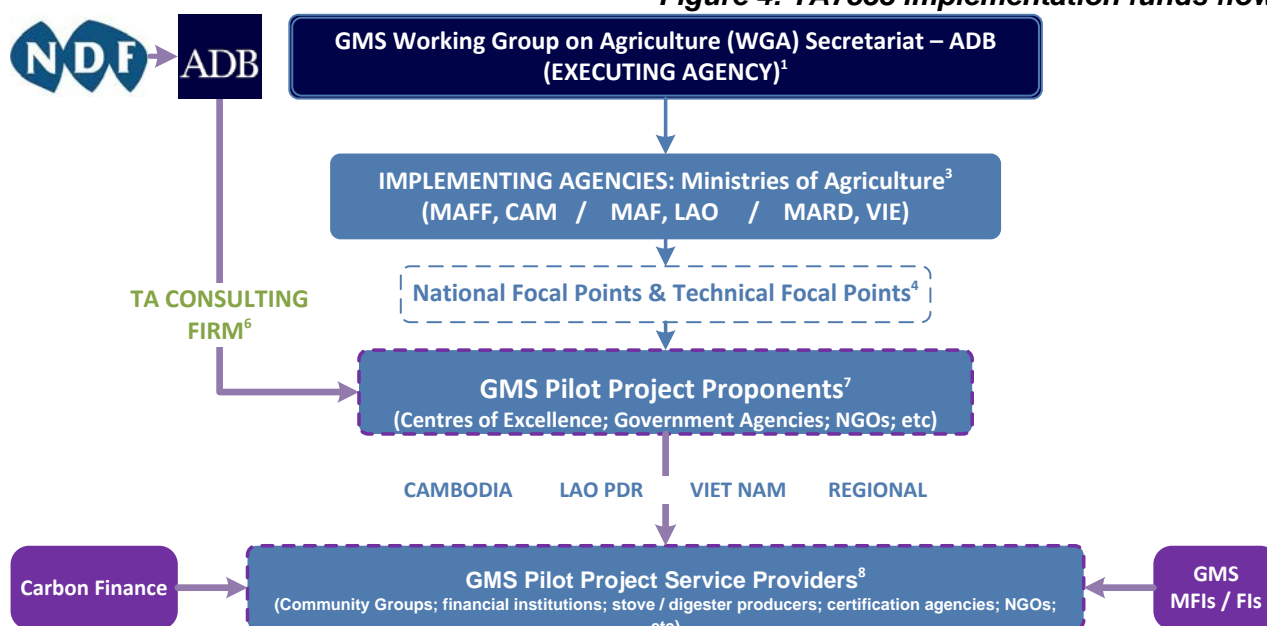 Figure 4: TA7833 Implementation funds flow
NDF
ADB
GMS Working Group on Agriculture (WGA) Secretariat – ADB
(EXECUTING AGENCY)1
IMPLEMENTING AGENCIES: Ministries of Agriculture3
(MAFF, CAM / MAF, LAO / MARD, VIE)
National Focal Points & Technical Focal Points4
TA CONSULTING
FIRM6
GMS Pilot Project Proponents7
(Centres of Excellence; Government Agencies; NGOs; etc)
CAMBODIA LAO PDR VIET NAM REGIONAL
Carbon Finance
GMS Pilot Project Service Providers8
(Community Groups; financial institutions; stove / digester producers; certification agencies; NGOs;
etc)
GMS
MFIs / FIs